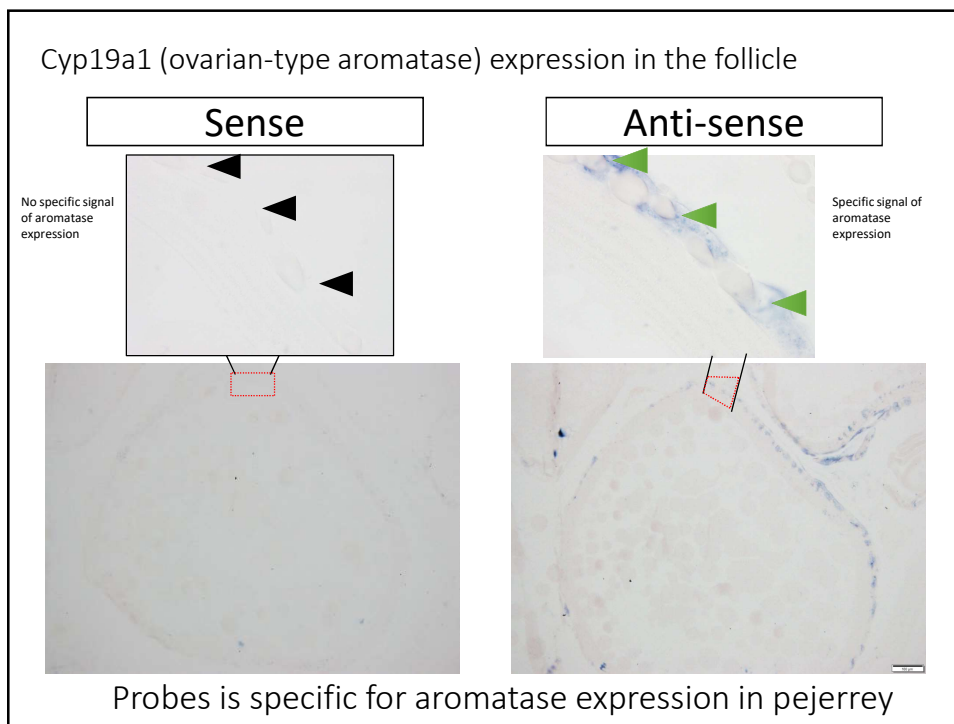 Cyp19a1 (ovarian-type aromatase) expression in the follicle
Sense
Anti-sense
No specific signal
of aromatase
expression
Specific signal of
aromatase
expression
Probes is specific for aromatase expression in pejerrey